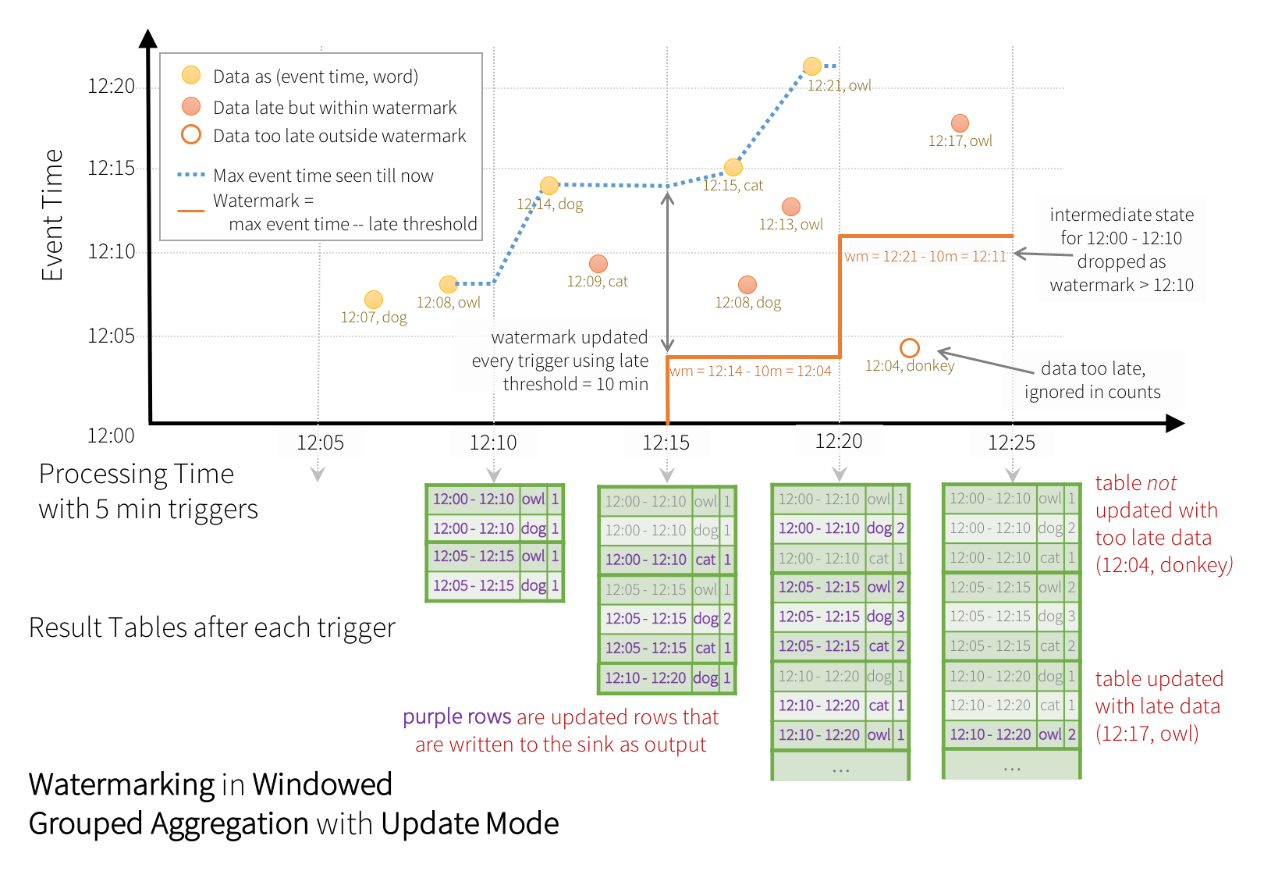 Data as (event time, word)
Data late but within watermark
Data too late outside watermark
Max event time seen till now
Watermark =
max event time -- late threshold
Event Time
12:20
12:15
12:10
12:05
12:00
12:07, dog
12:08, owl
12:14, dog
12:09, cat
12:15, cat
12:21, owl
12:13, owl
12:08, dog
12:17, owl
12:04, donkey
wm = 12:14 - 10m = 12:04
wm = 12:21 - 10m = 12:11
watermark updated
every trigger using late
threshold = 10 min
intermediate state
for 12:00 - 12:10
dropped as
watermark > 12:10
data too late,
ignored in counts
12:05
12:10
12:15
12:20
12:25
Processing Time
with 5 min triggers
Result Tables after each trigger
12:00 - 12:10 owl 1
12:00 - 12:10 dog 1
12:05 - 12:15 owl 1
12:05 - 12:15 dog 1
12:00 - 12:10 owl 1
12:00 - 12:10 dog 1
12:00 - 12:10 cat 1
12:05 - 12:15 owl 1
12:05 - 12:15 dog 2
12:05 - 12:15 cat 1
12:10 - 12:20 dog 1
12:00 - 12:10 owl 1
12:00 - 12:10 dog 2
12:00 - 12:10 cat 1
12:05 - 12:15 owl 2
12:05 - 12:15 dog 3
12:05 - 12:15 cat 2
12:10 - 12:20 dog 1
12:10 - 12:20 cat 1
12:10 - 12:20 owl 1
...
12:00 - 12:10 owl 1
12:00 - 12:10 dog 2
12:00 - 12:10 cat 1
12:05 - 12:15 owl 2
12:05 - 12:15 dog 3
12:05 - 12:15 cat 2
12:10 - 12:20 dog 1
12:10 - 12:20 cat 1
12:10 - 12:20 owl 2
...
table not
updated with
too late data
(12:04, donkey)
table updated
with late data
(12:17, owl)
purple rows are updated rows that
are written to the sink as output
Watermarking in Windowed
Grouped Aggregation with Update Mode